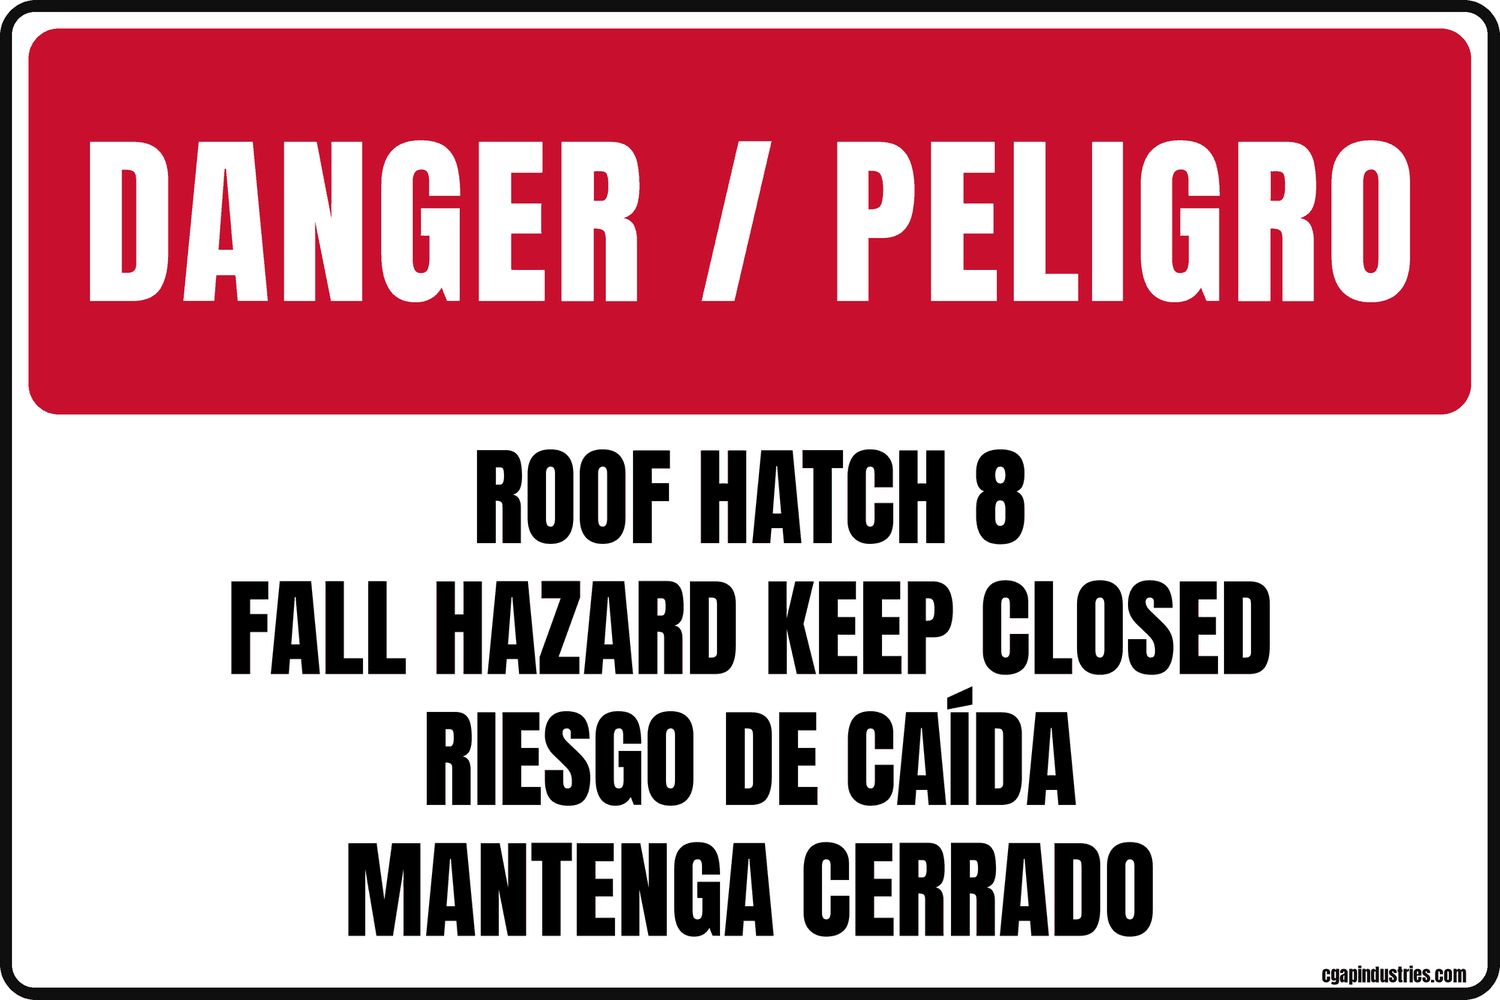 DANGER / PELIGRO
ROOF HATCH 8
FALL HAZARD KEEP CLOSED
RIESGO DE CAÍDA
MANTENGA CERRADO
cgapindustries.com